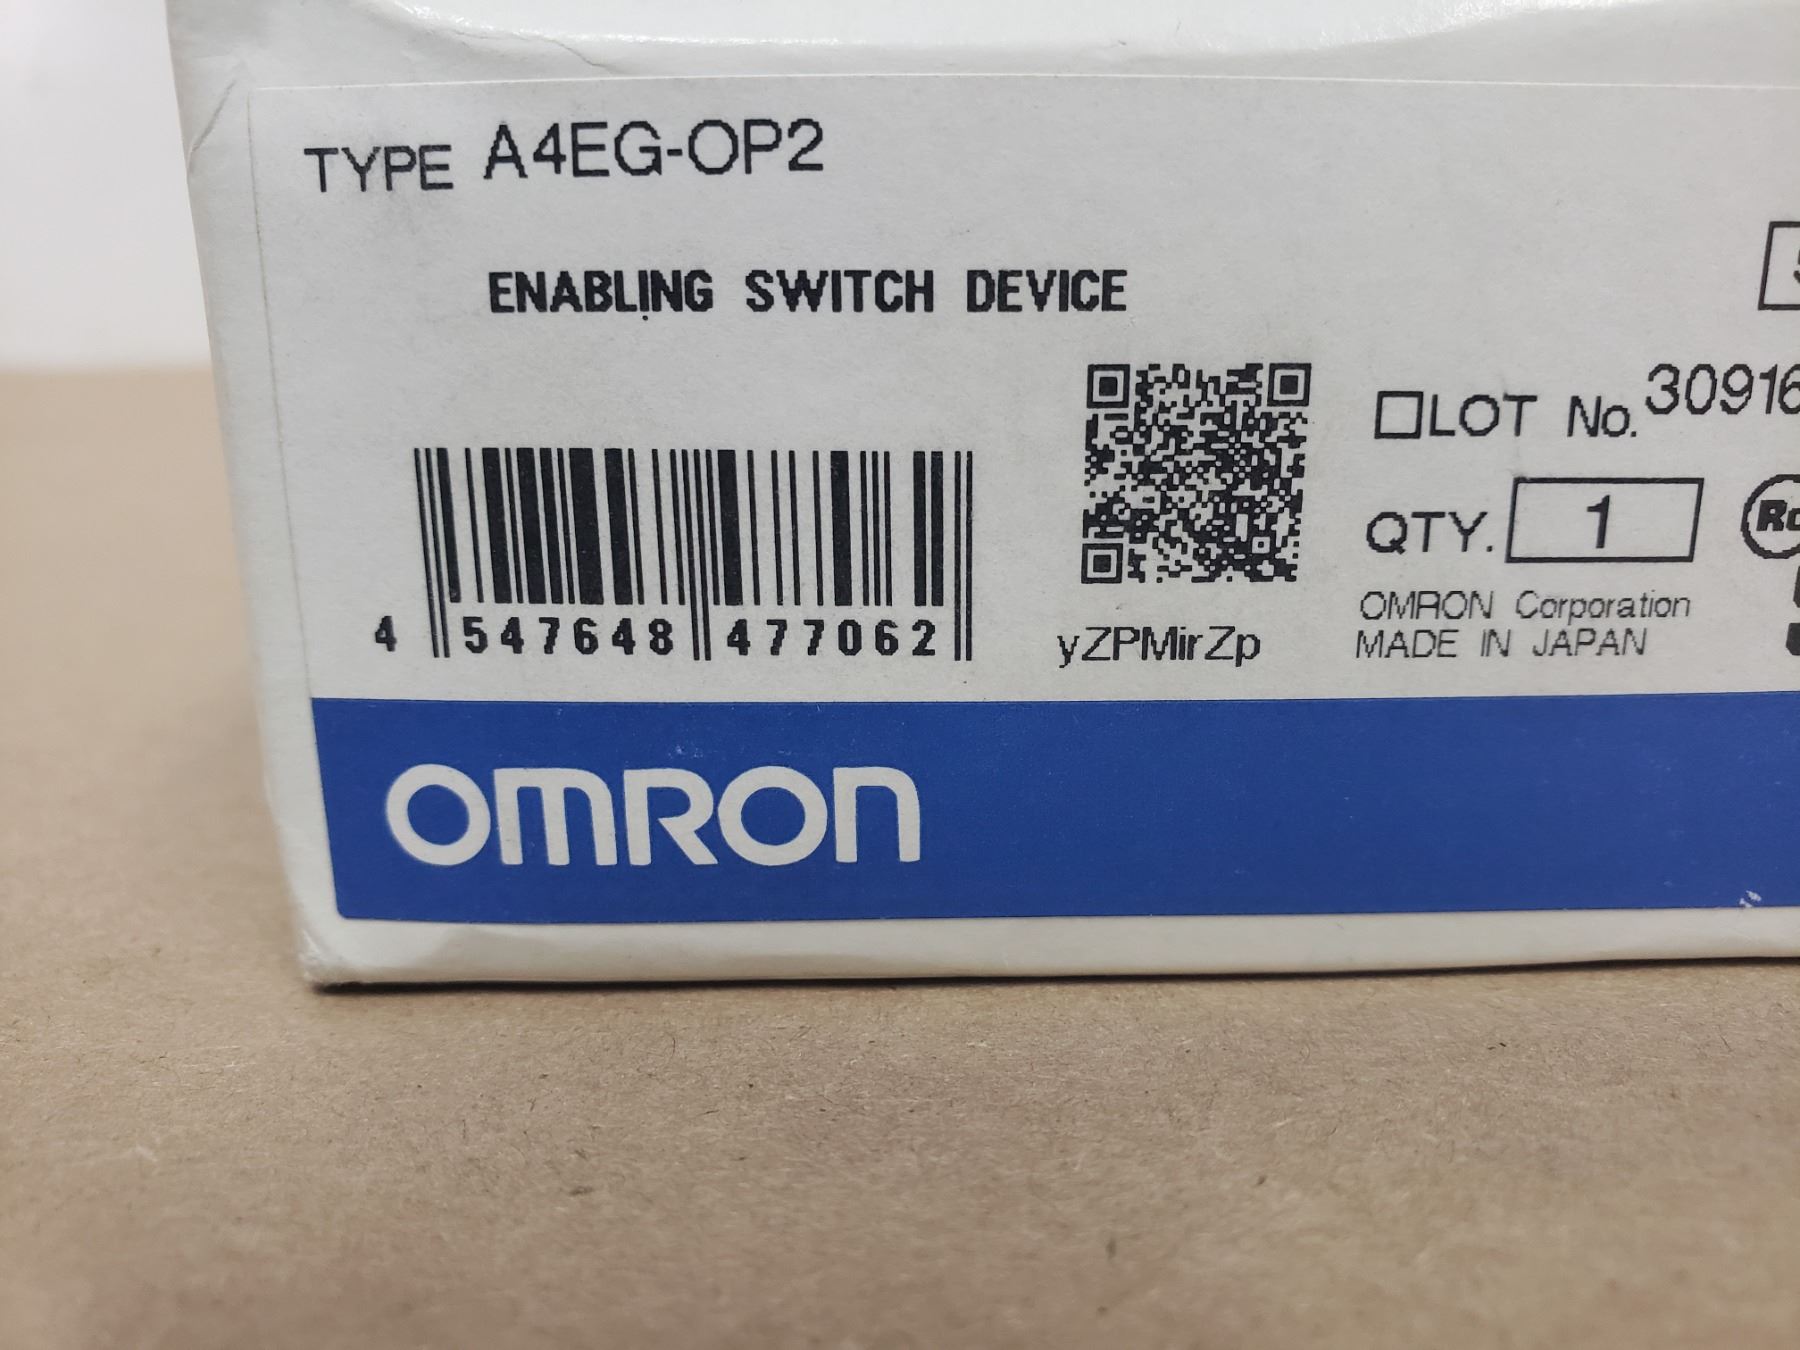 TYPE A4EG-OP2
ENABLING SWITCH DEVICE
LOT No. 30916
QTY. 1
4 547648 477062
yZPMirZp
OMRON Corporation
MADE IN JAPAN
OMRON